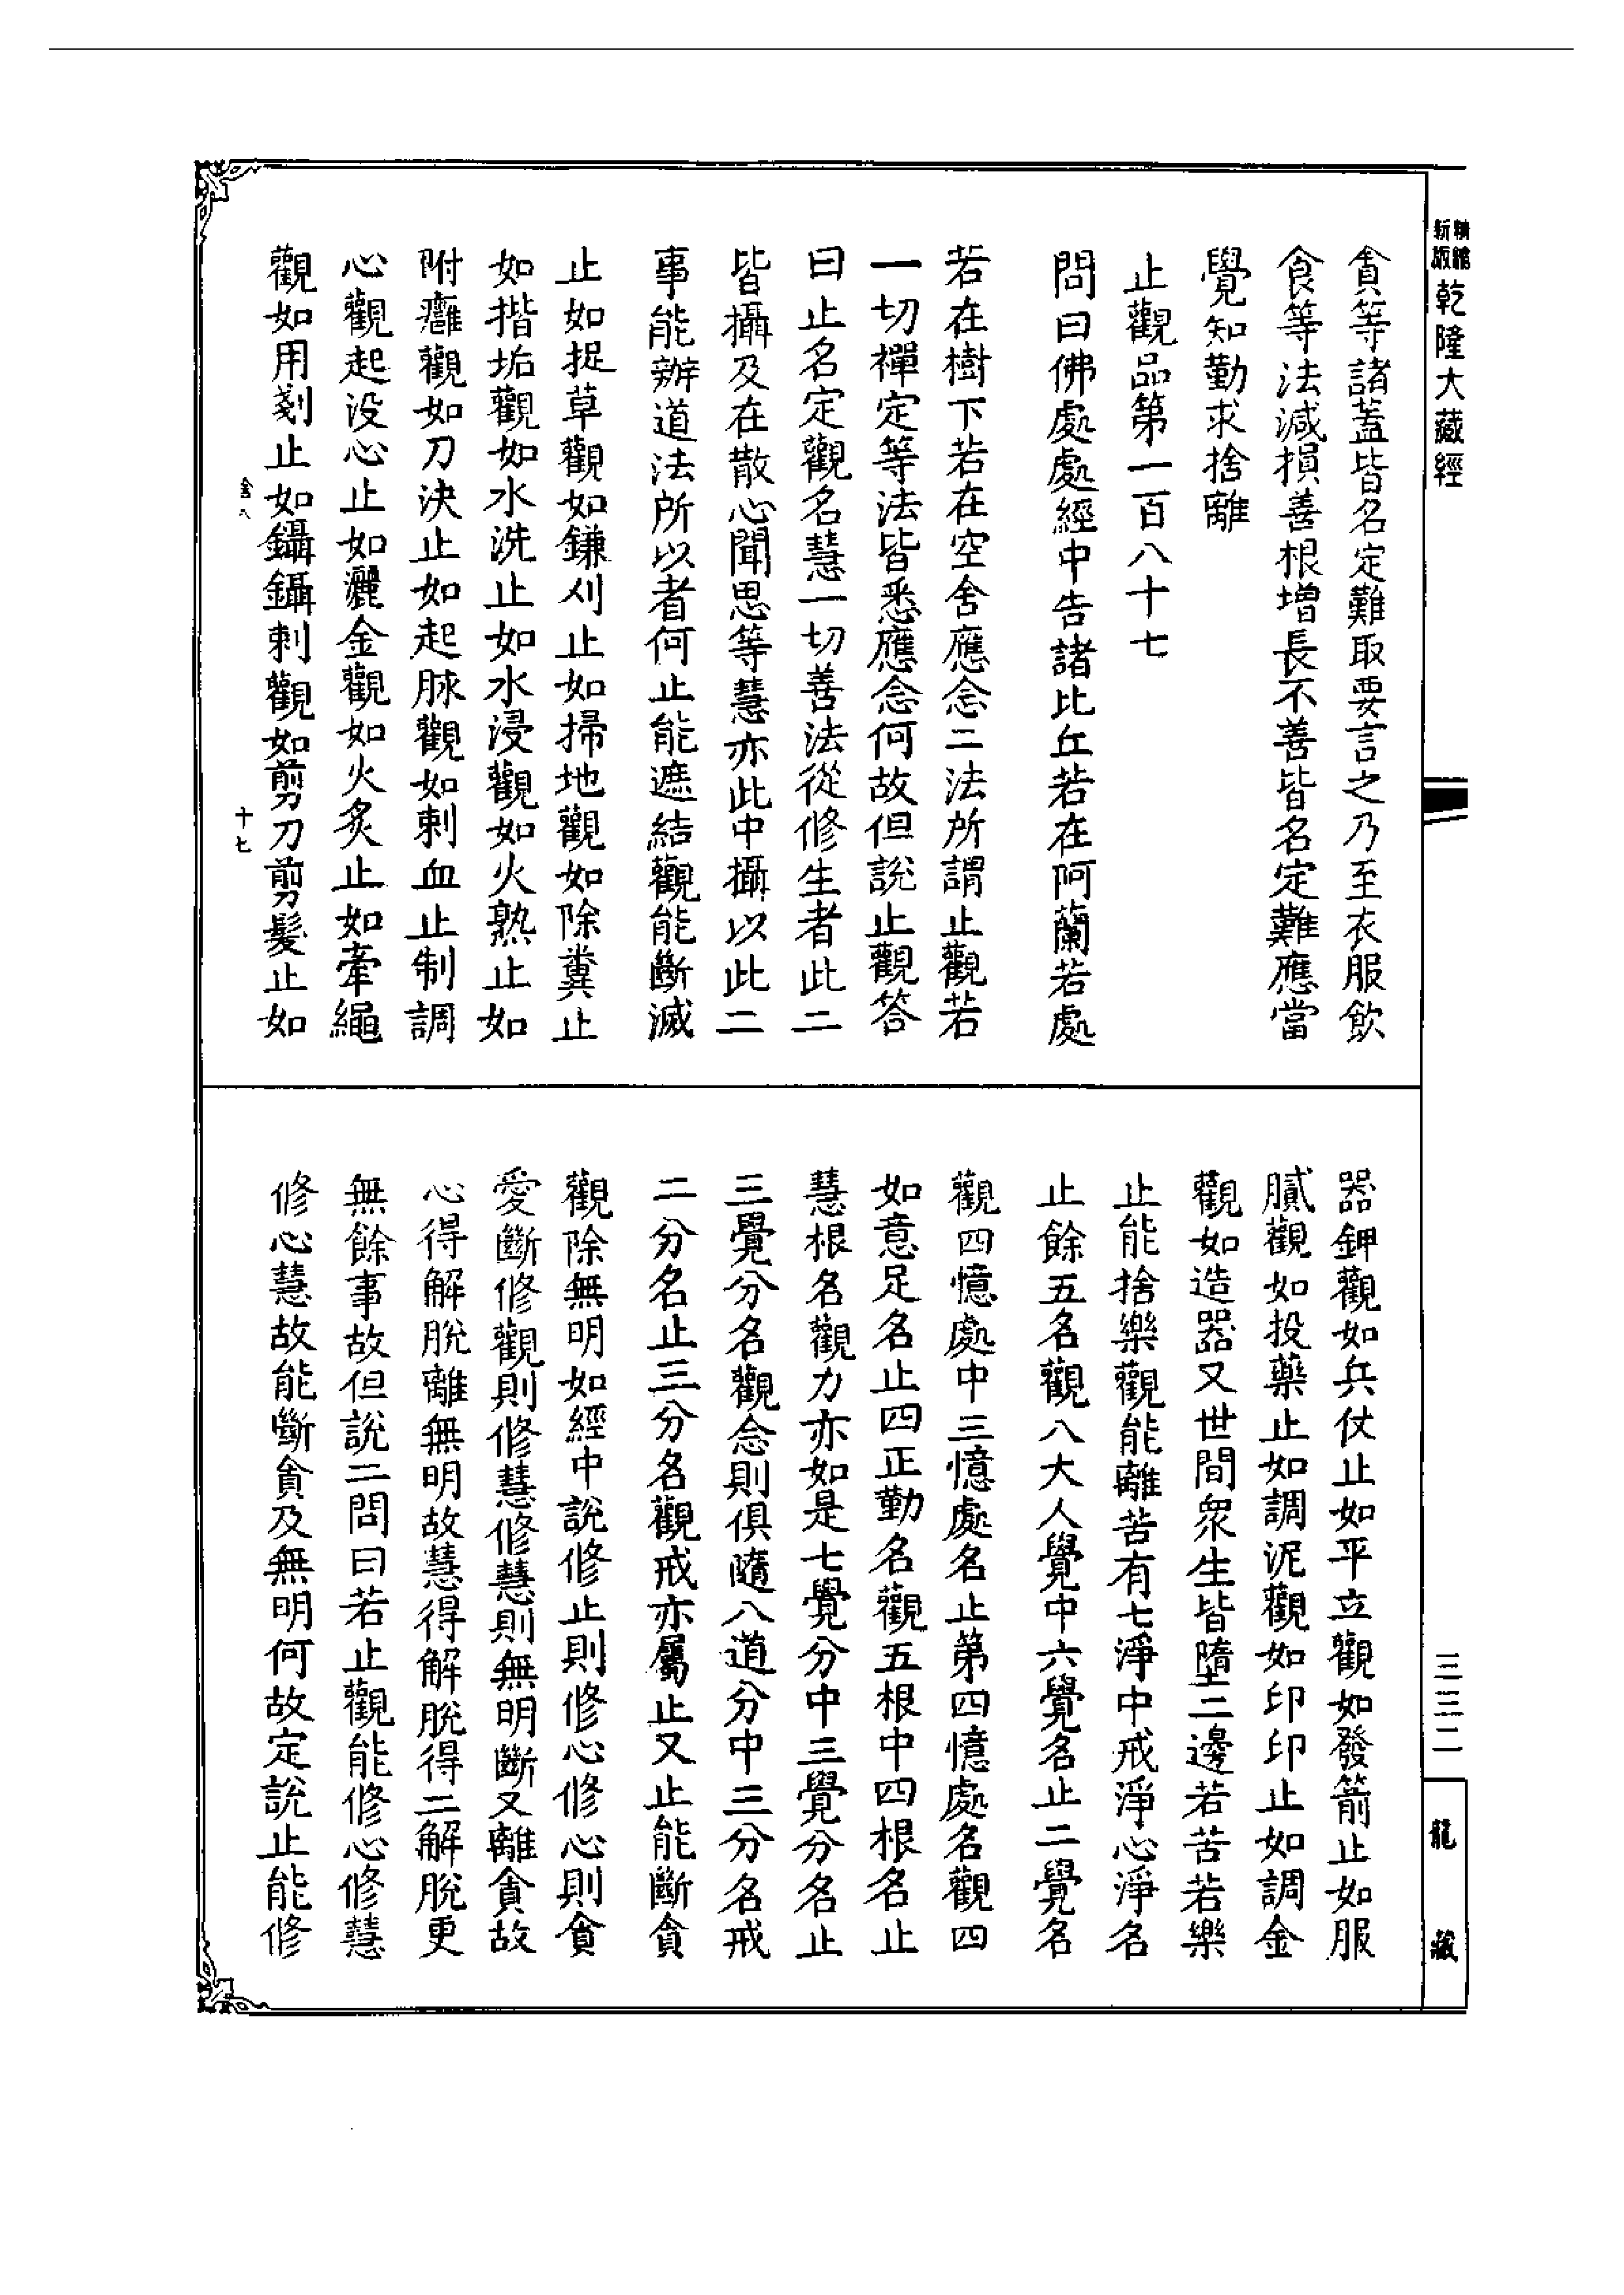 新版
精縮
乾隆大藏經
貪等諸蓋皆名定難取要言之乃至衣服飲
食等法減損善根增長不善皆名定難應當
覺知勤求捨離
止觀品第一百八十七
問曰佛處處經中告諸比丘若在阿蘭若處
若在樹下若在空舍應念二法所謂止觀若
一切禪定等法皆悉應念何故但說止觀答
曰止名定觀名慧一切善法從修生者此二
皆攝及在散心聞思等慧亦此中攝以此二
事能辦道法所以者何止能遮結觀能斷滅
止如捉草觀如鎌刈止如掃地觀如除糞止
如揩垢觀如水洗止如水浸觀如火熟止如
附癰觀如刀決止如起脉觀如刺血止制調
心觀起没心止如灑金觀如火炙止如牽繩
觀如用剗止如鑷鑷刺觀如剪刀剪髮止如
十七
器鉀觀如兵仗止如平立觀如發箭止如服
膩觀如投藥止如調泥觀如印印止如調金
觀如造器又世間衆生皆墮二邊若苦若樂
止能捨樂觀能離苦有七淨中戒淨心淨名
止餘五名觀八大人覺中六覺名止二覺名
觀四憶處中三憶處名止第四憶處名觀四
如意足名止四正勤名觀五根中四根名止
慧根名觀力亦如是七覺分中三覺分名止
三覺分名觀念則俱隨八道分中三分名戒
二分名止三分名觀戒亦屬止又止能斷貪
觀除無明如經中說修止則修心修心則貪
愛斷修觀則修慧修慧則無明斷又離貪故
心得解脫離無明故慧得解脫得二解脫更
無餘事故但說二問曰若止觀能修心修慧
修心慧故能斷貪及無明何故定說止能修
三三二
龍藏